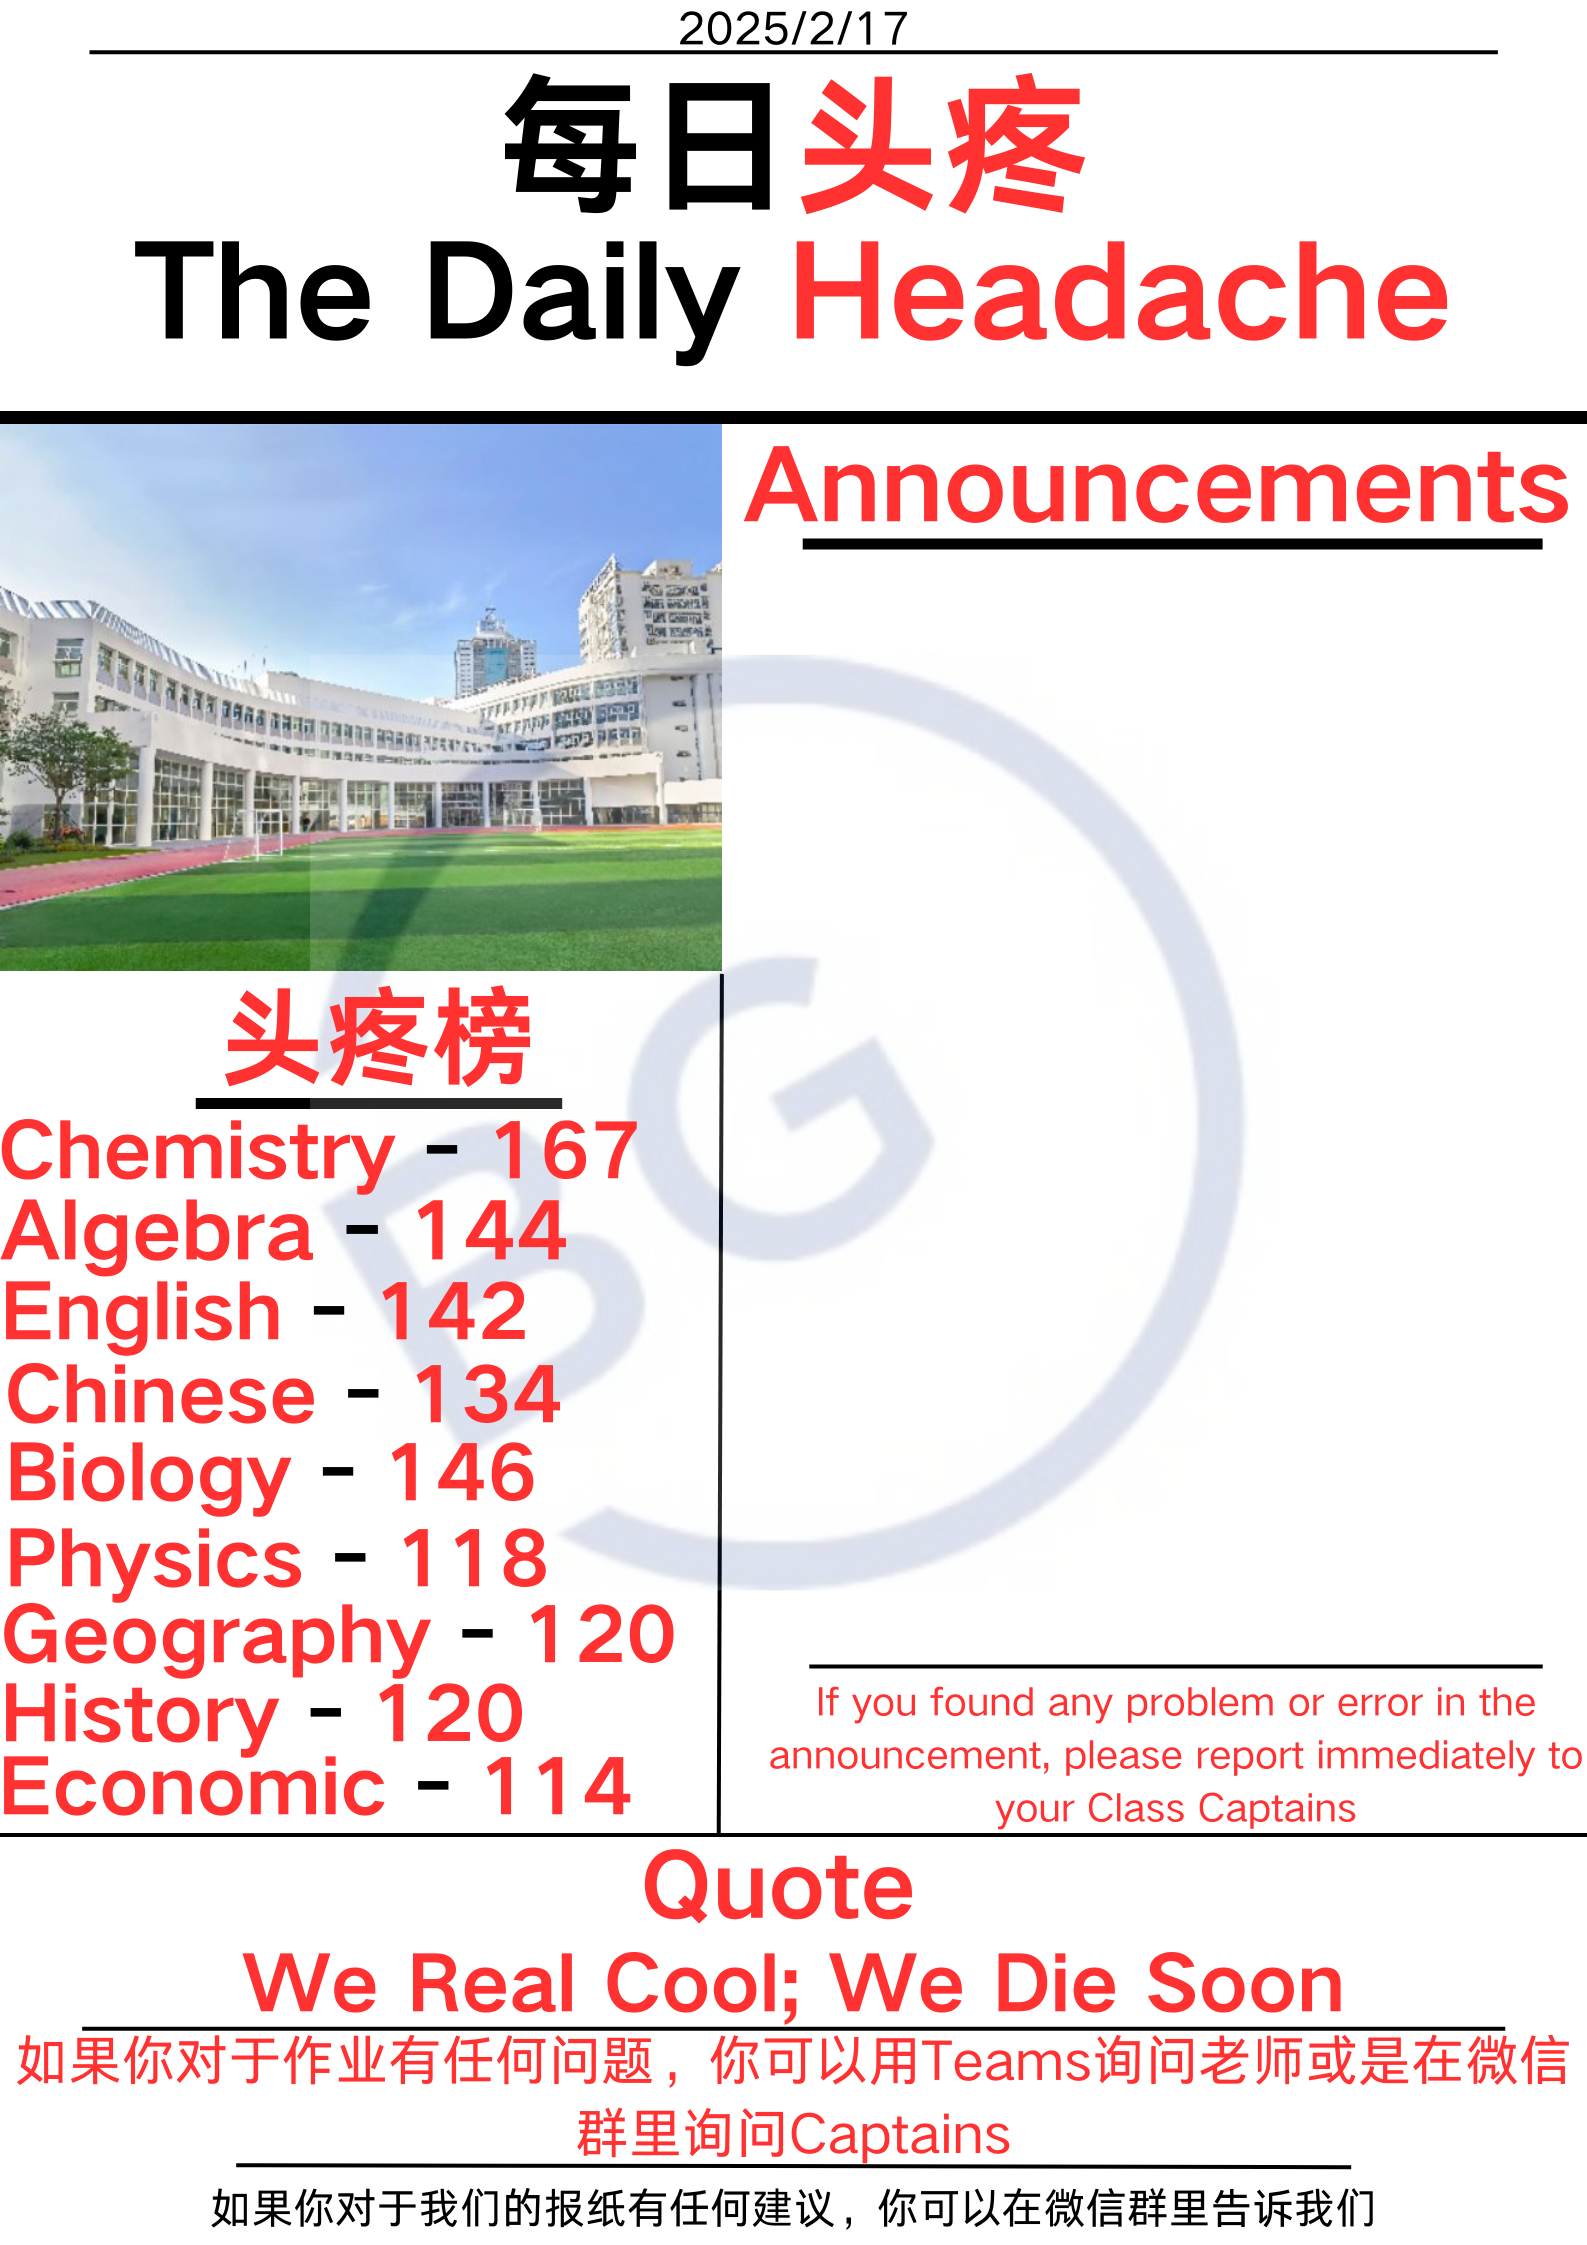 2025/2/17
每日头疼
The Daily Headache
Announcements
头疼榜
Chemistry - 167
Algebra - 144
English - 142
Chinese - 134
Biology - 146
Physics - 118
Geography - 120
History - 120
Economic - 114
BG
If you found any problem or error in the
announcement, please report immediately to
your Class Captains
Quote
We Real Cool; We Die Soon
如果你对于作业有任何问题，你可以用Teams询问老师或是在微信
群里询问Captains
如果你对于我们的报纸有任何建议，你可以在微信群里告诉我们